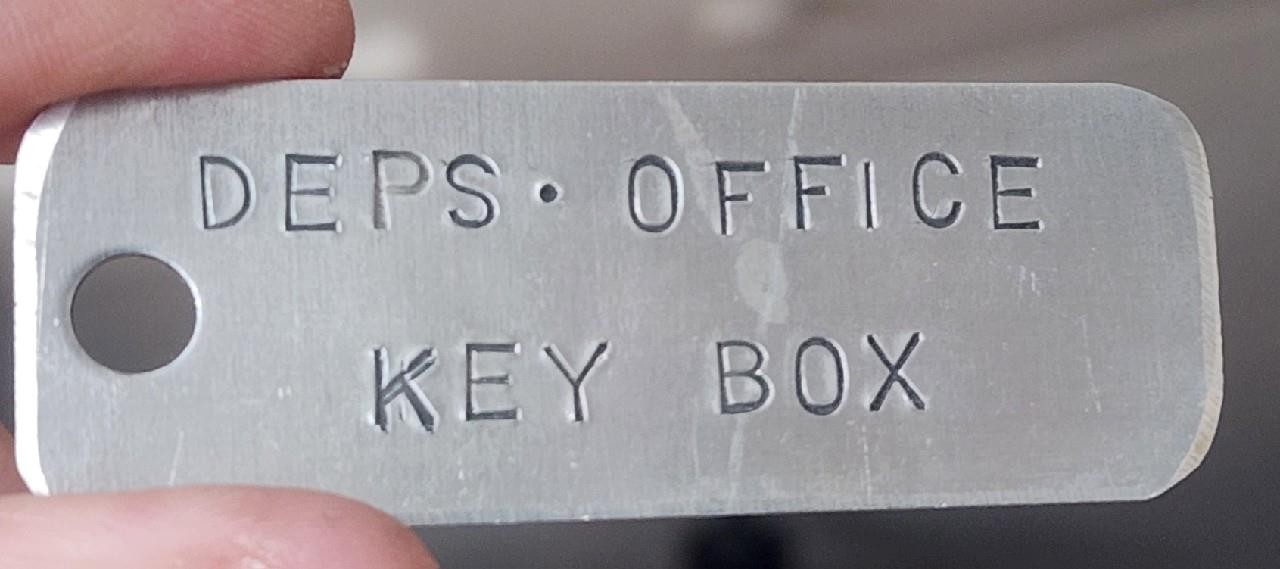 DEPS· OFFICE
KEY BOX